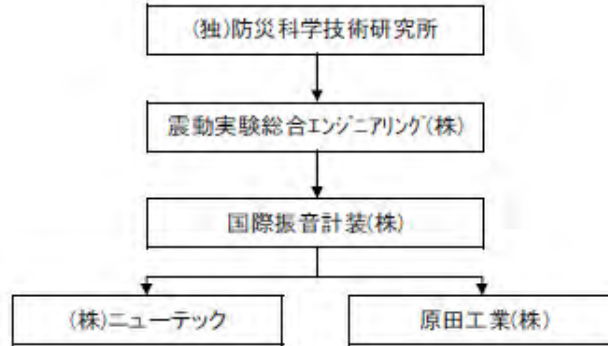 (独)防災科学技術研究所
震動実験総合エンジニアリング(株)
国際振音計装(株)
(株)ニューテック
原田工業(株)